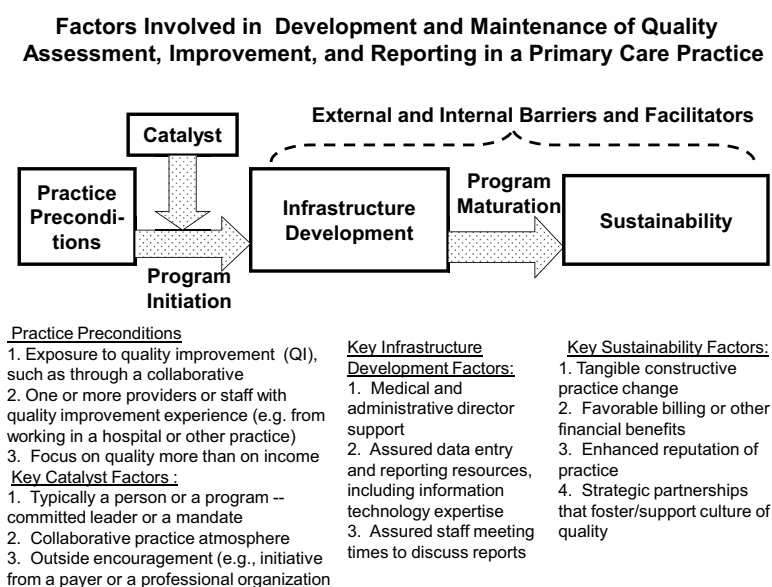 Factors Involved in Development and Maintenance of Quality
Assessment, Improvement, and Reporting in a Primary Care Practice
External and Internal Barriers and Facilitators
Catalyst
Practice
Precondi-
tions
Program
Initiation
Infrastructure
Development
Program
Maturation
Sustainability
Practice Preconditions
1. Exposure to quality improvement (QI),
such as through a collaborative
2. One or more providers or staff with
quality improvement experience (e.g. from
working in a hospital or other practice)
3. Focus on quality more than on income
Key Catalyst Factors :
1. Typically a person or a program --
committed leader or a mandate
2. Collaborative practice atmosphere
3. Outside encouragement (e.g., initiative
from a payer or a professional organization
Key Infrastructure
Development Factors:
1. Medical and
administrative director
support
2. Assured data entry
and reporting resources,
including information
technology expertise
3. Assured staff meeting
times to discuss reports
Key Sustainability Factors:
1. Tangible constructive
practice change
2. Favorable billing or other
financial benefits
3. Enhanced reputation of
practice
4. Strategic partnerships
that foster/support culture of
quality